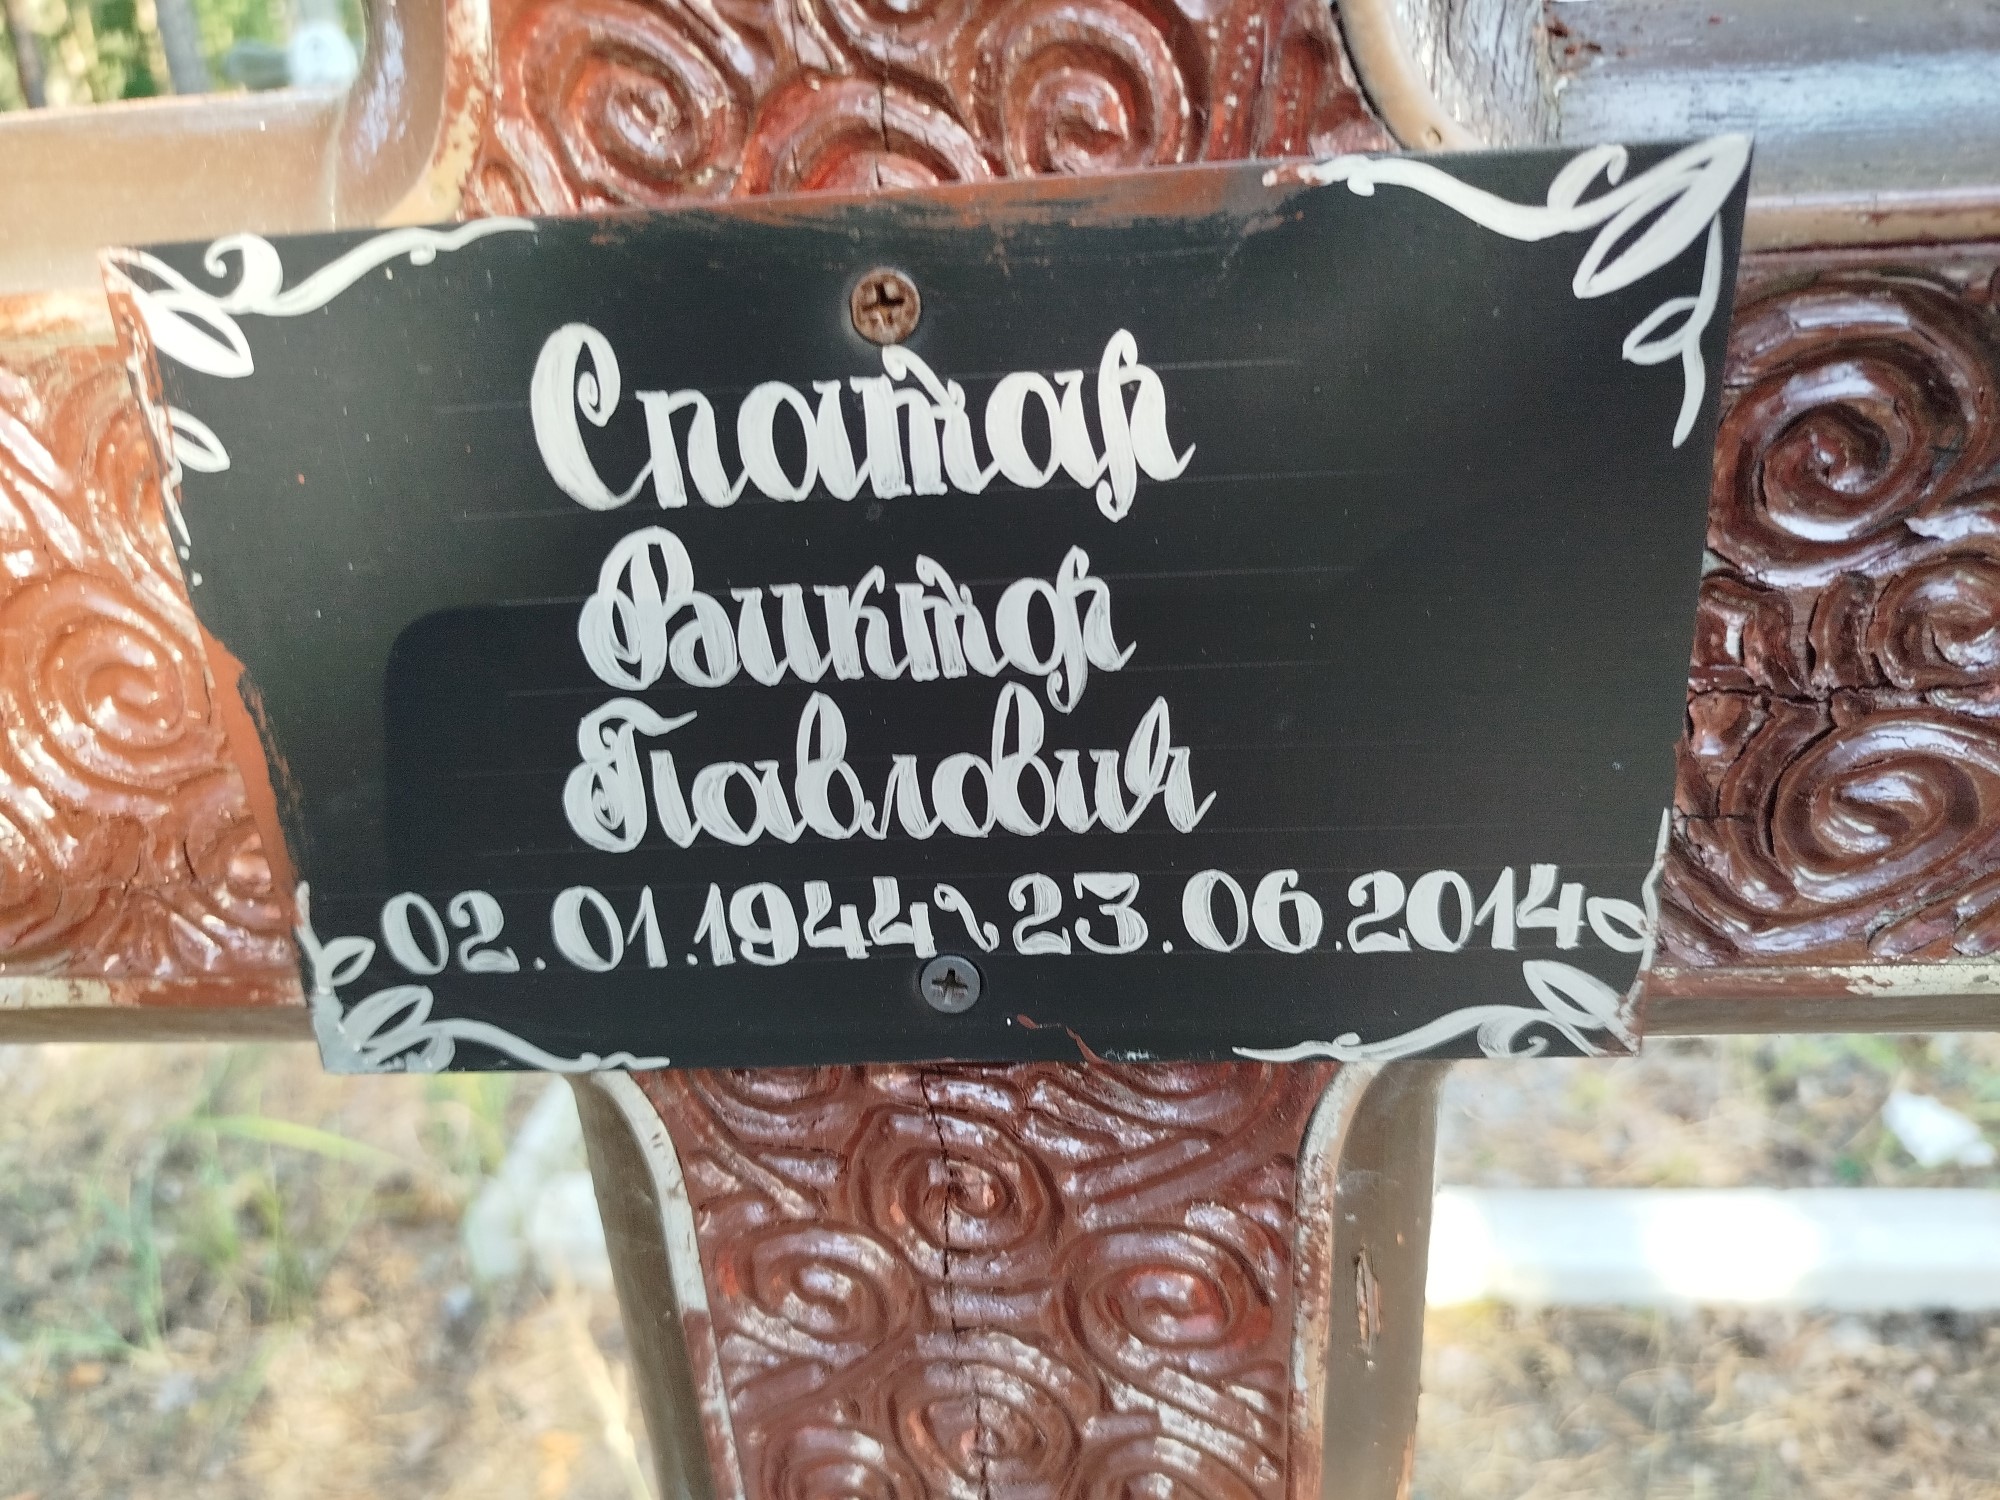 Спатар
Виктор
Павлович
02.01.1944 ~ 23.06.2014